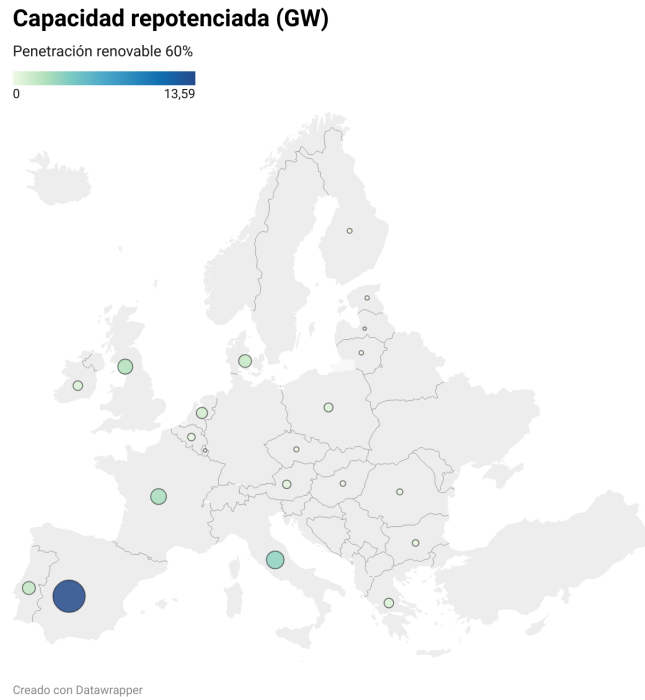 Capacidad repotenciada (GW)
Penetración renovable 60%
0 13,59
Creado con Datawrapper